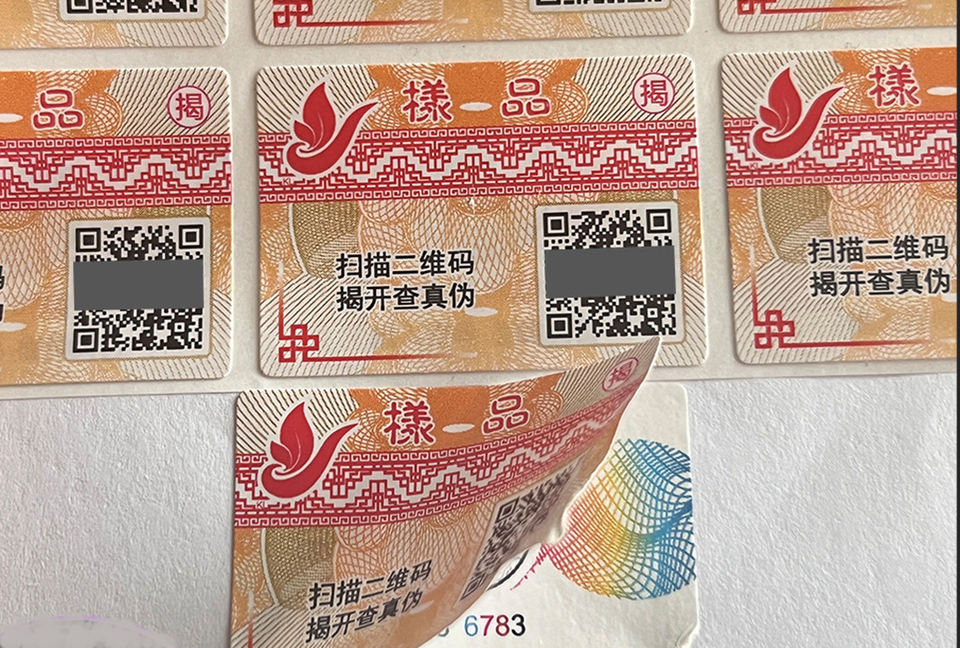 品 揭
樣 品 揭
樣
扫描二维码
揭开查真伪
扫描二维码
揭开查真伪
樣 品 揭
扫描二维码
揭开查真伪
6783